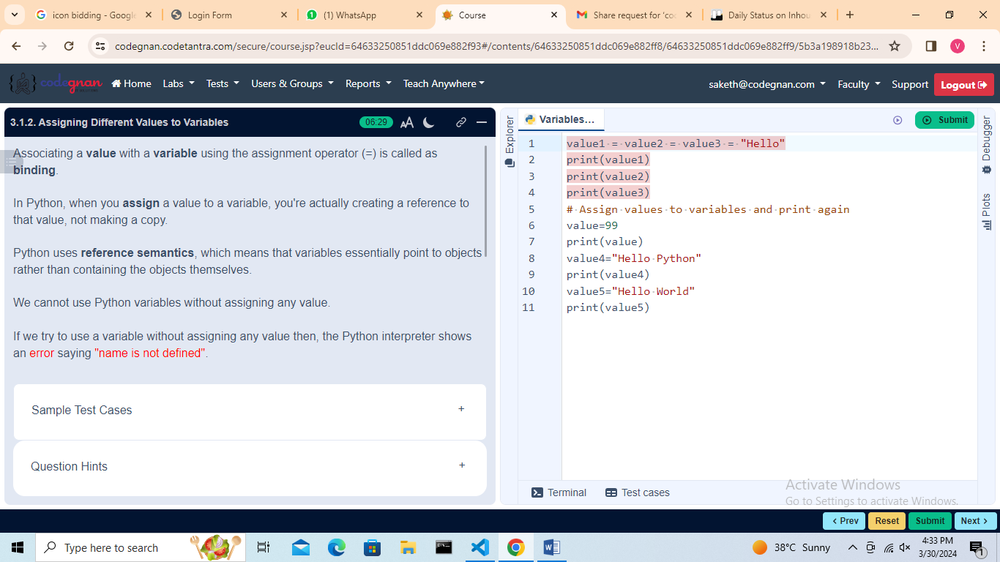 icon bidding - Google
Login Form
(1) WhatsApp
Course
Share request for 'co
Daily Status on Inhou
codegnan.codetantra.com/secure/course.jsp?eucId=64633250851ddc069e882f93#/contents/64633250851ddc069e882ff8/64633250851ddc069e882ff9/5b3a198918b23...
V
codegnan
Home
Labs
Tests
Users & Groups
Reports
Teach Anywhere
saketh@codegnan.com
Faculty
Support
Logout
3.1.2. Assigning Different Values to Variables
06:29
AA
Associating a value with a variable using the assignment operator (=) is called as
binding.
In Python, when you assign a value to a variable, you're actually creating a reference to
that value, not making a copy.
Python uses reference semantics, which means that variables essentially point to objects
rather than containing the objects themselves.
We cannot use Python variables without assigning any value.
If we try to use a variable without assigning any value then, the Python interpreter shows
an error saying "name is not defined".
Sample Test Cases +
Question Hints +
Explorer
Variables...
Submit
Debugger
Plots
1 value1 = value2 = value3 = "Hello"
2 print(value1)
3 print(value2)
4 print(value3)
5 # Assign values to variables and print again
6 value=99
7 print(value)
8 value4="Hello Python"
9 print(value4)
10 value5="Hello World"
11 print(value5)
Terminal
Test cases
Activate Windows
Go to Settings to activate Windows.
< Prev
Reset
Submit
Next >
Type here to search
38°C Sunny
4:33 PM
3/30/2024
1